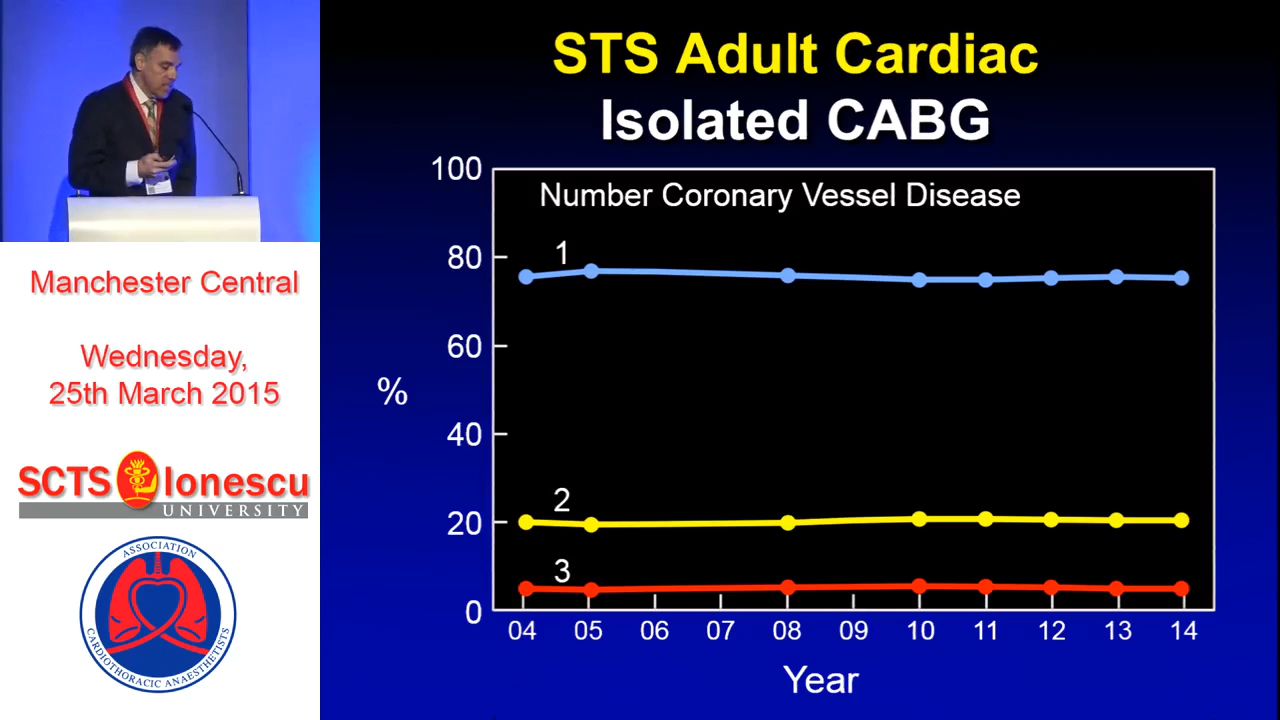 STS Adult Cardiac
Isolated CABG
Number Coronary Vessel Disease
100
80
60
40
20
0
%
1
2
3
04 05 06 07 08 09 10 11 12 13 14
Year
Manchester Central
Wednesday,
25th March 2015
SCTS Ionescu
UNIVERSITY
ASSOCIATION
CARDIOTHORACIC ANAESTHETISTS